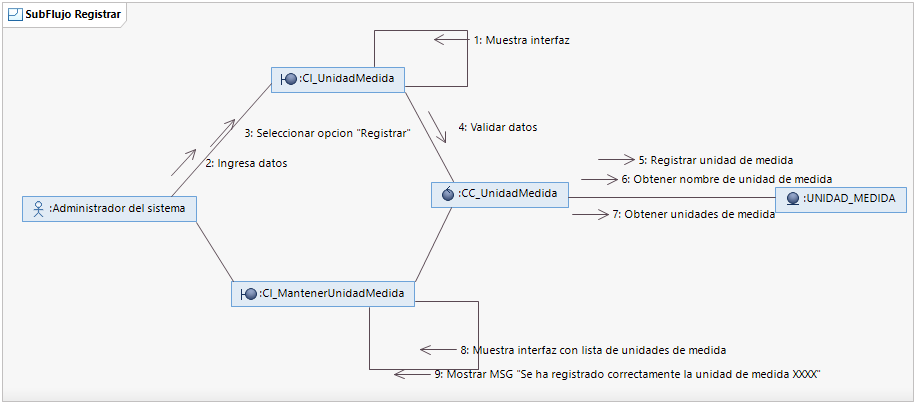 SubFlujo Registrar
1: Muestra interfaz
:CI_UnidadMedida
3: Seleccionar opcion "Registrar"
4: Validar datos
2: Ingresa datos
5: Registrar unidad de medida
6: Obtener nombre de unidad de medida
:Administrador del sistema
:CC_UnidadMedida
:UNIDAD_MEDIDA
7: Obtener unidades de medida
:CI_MantenerUnidadMedida
8: Muestra interfaz con lista de unidades de medida
9: Mostrar MSG "Se ha registrado correctamente la unidad de medida XXXX"